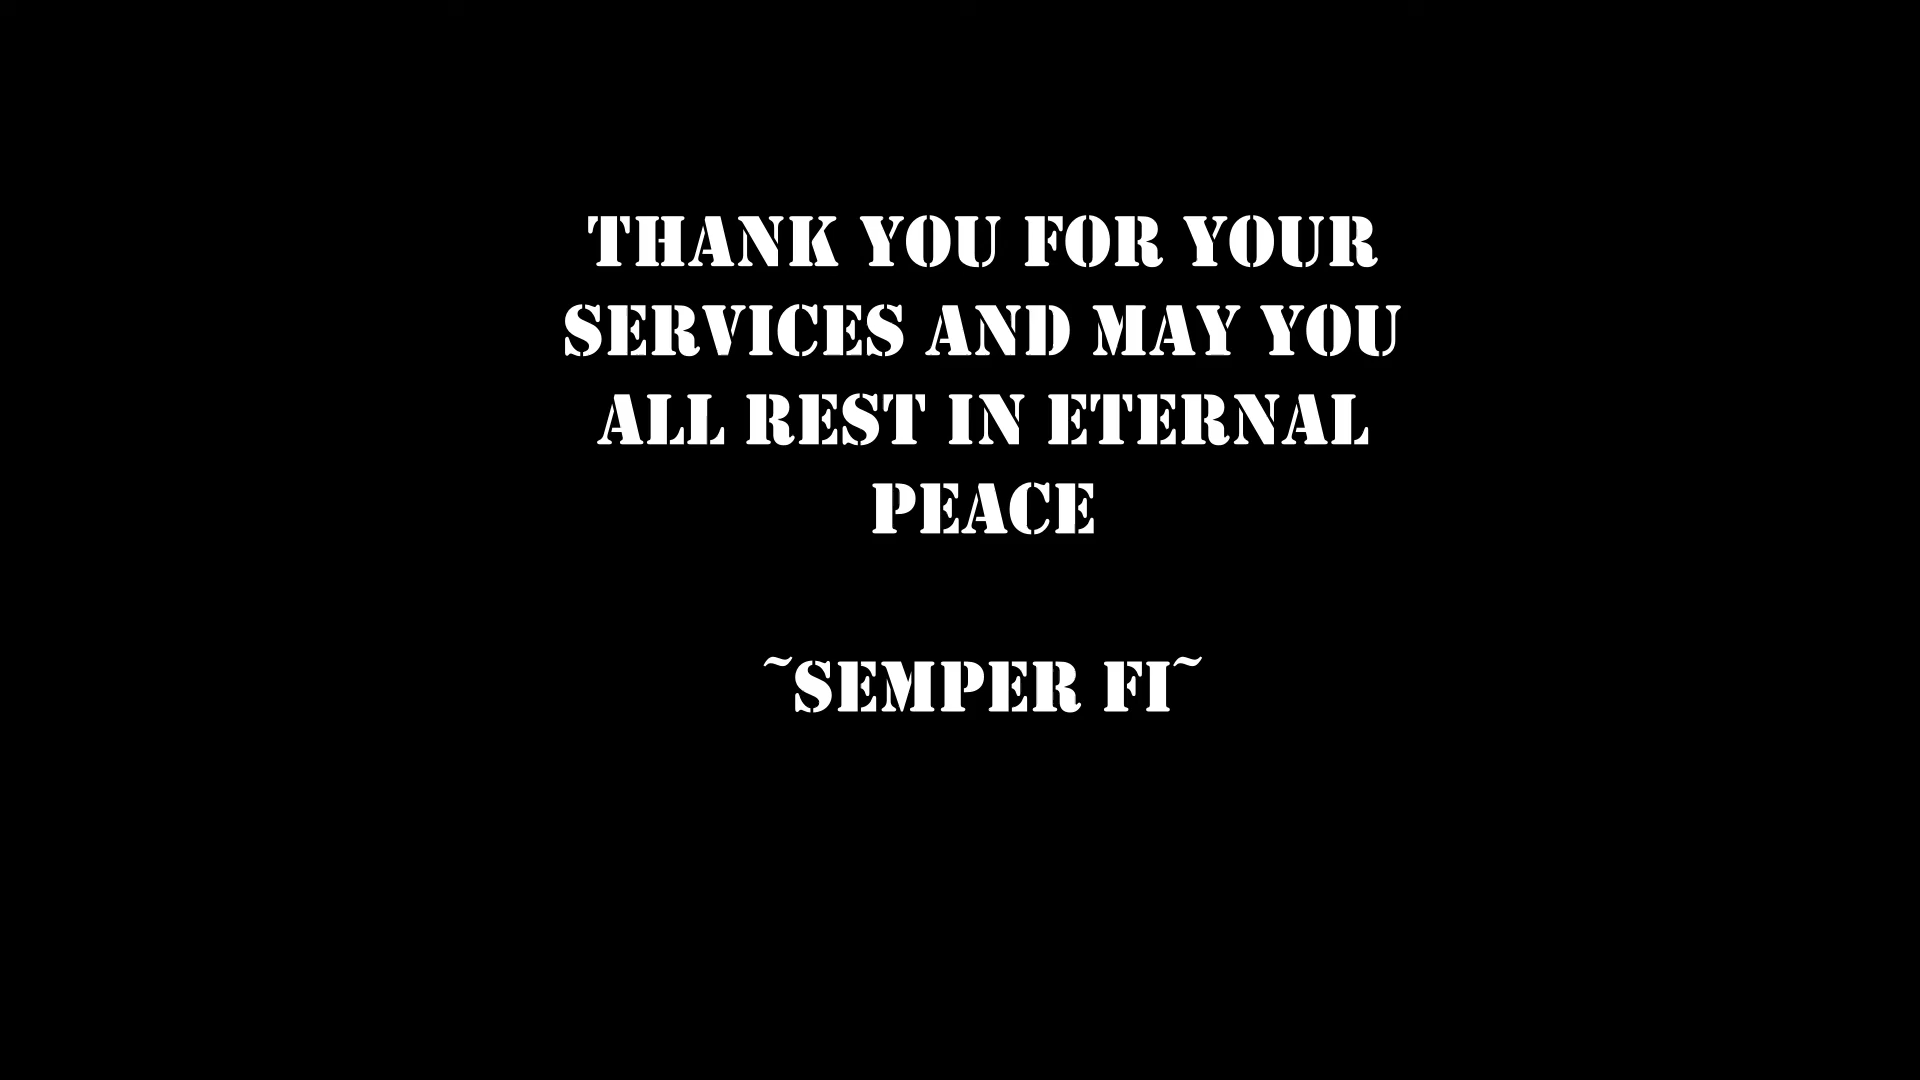 THANK YOU FOR YOUR
SERVICES AND MAY YOU
ALL REST IN ETERNAL
PEACE
~SEMPER FI~